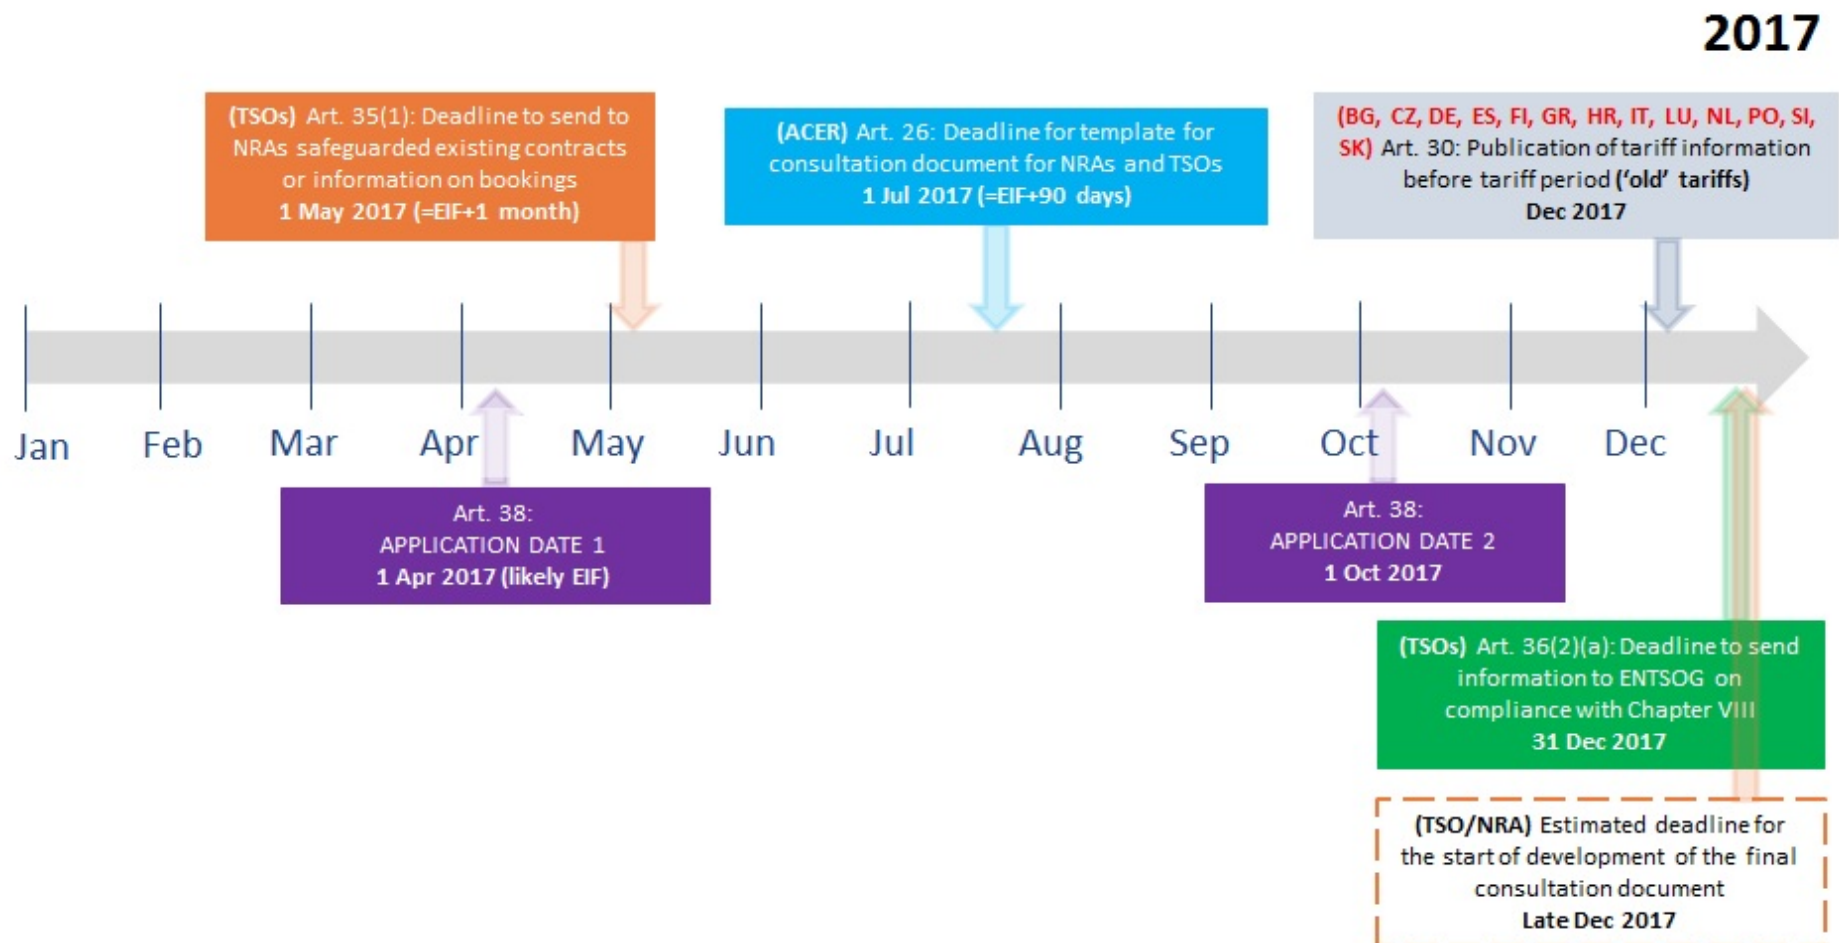 2017
(TSOs) Art. 35(1): Deadline to send to
NRAs safeguarded existing contracts
or information on bookings
1 May 2017 (=EIF+1 month)
(ACER) Art. 26: Deadline for template for
consultation document for NRAs and TSOs
1 Jul 2017 (=EIF+90 days)
(BG, CZ, DE, ES, FI, GR, HR, IT, LU, NL, PO, SI,
SK) Art. 30: Publication of tariff information
before tariff period (‘old’ tariffs)
Dec 2017
Jan Feb Mar Apr May Jun Jul Aug Sep Oct Nov Dec
Art. 38:
APPLICATION DATE 1
1 Apr 2017 (likely EIF)
Art. 38:
APPLICATION DATE 2
1 Oct 2017
(TSOs) Art. 36(2)(a): Deadline to send
information to ENTSOG on
compliance with Chapter VIII
31 Dec 2017
(TSO/NRA) Estimated deadline for
the start of development of the final
consultation document
Late Dec 2017